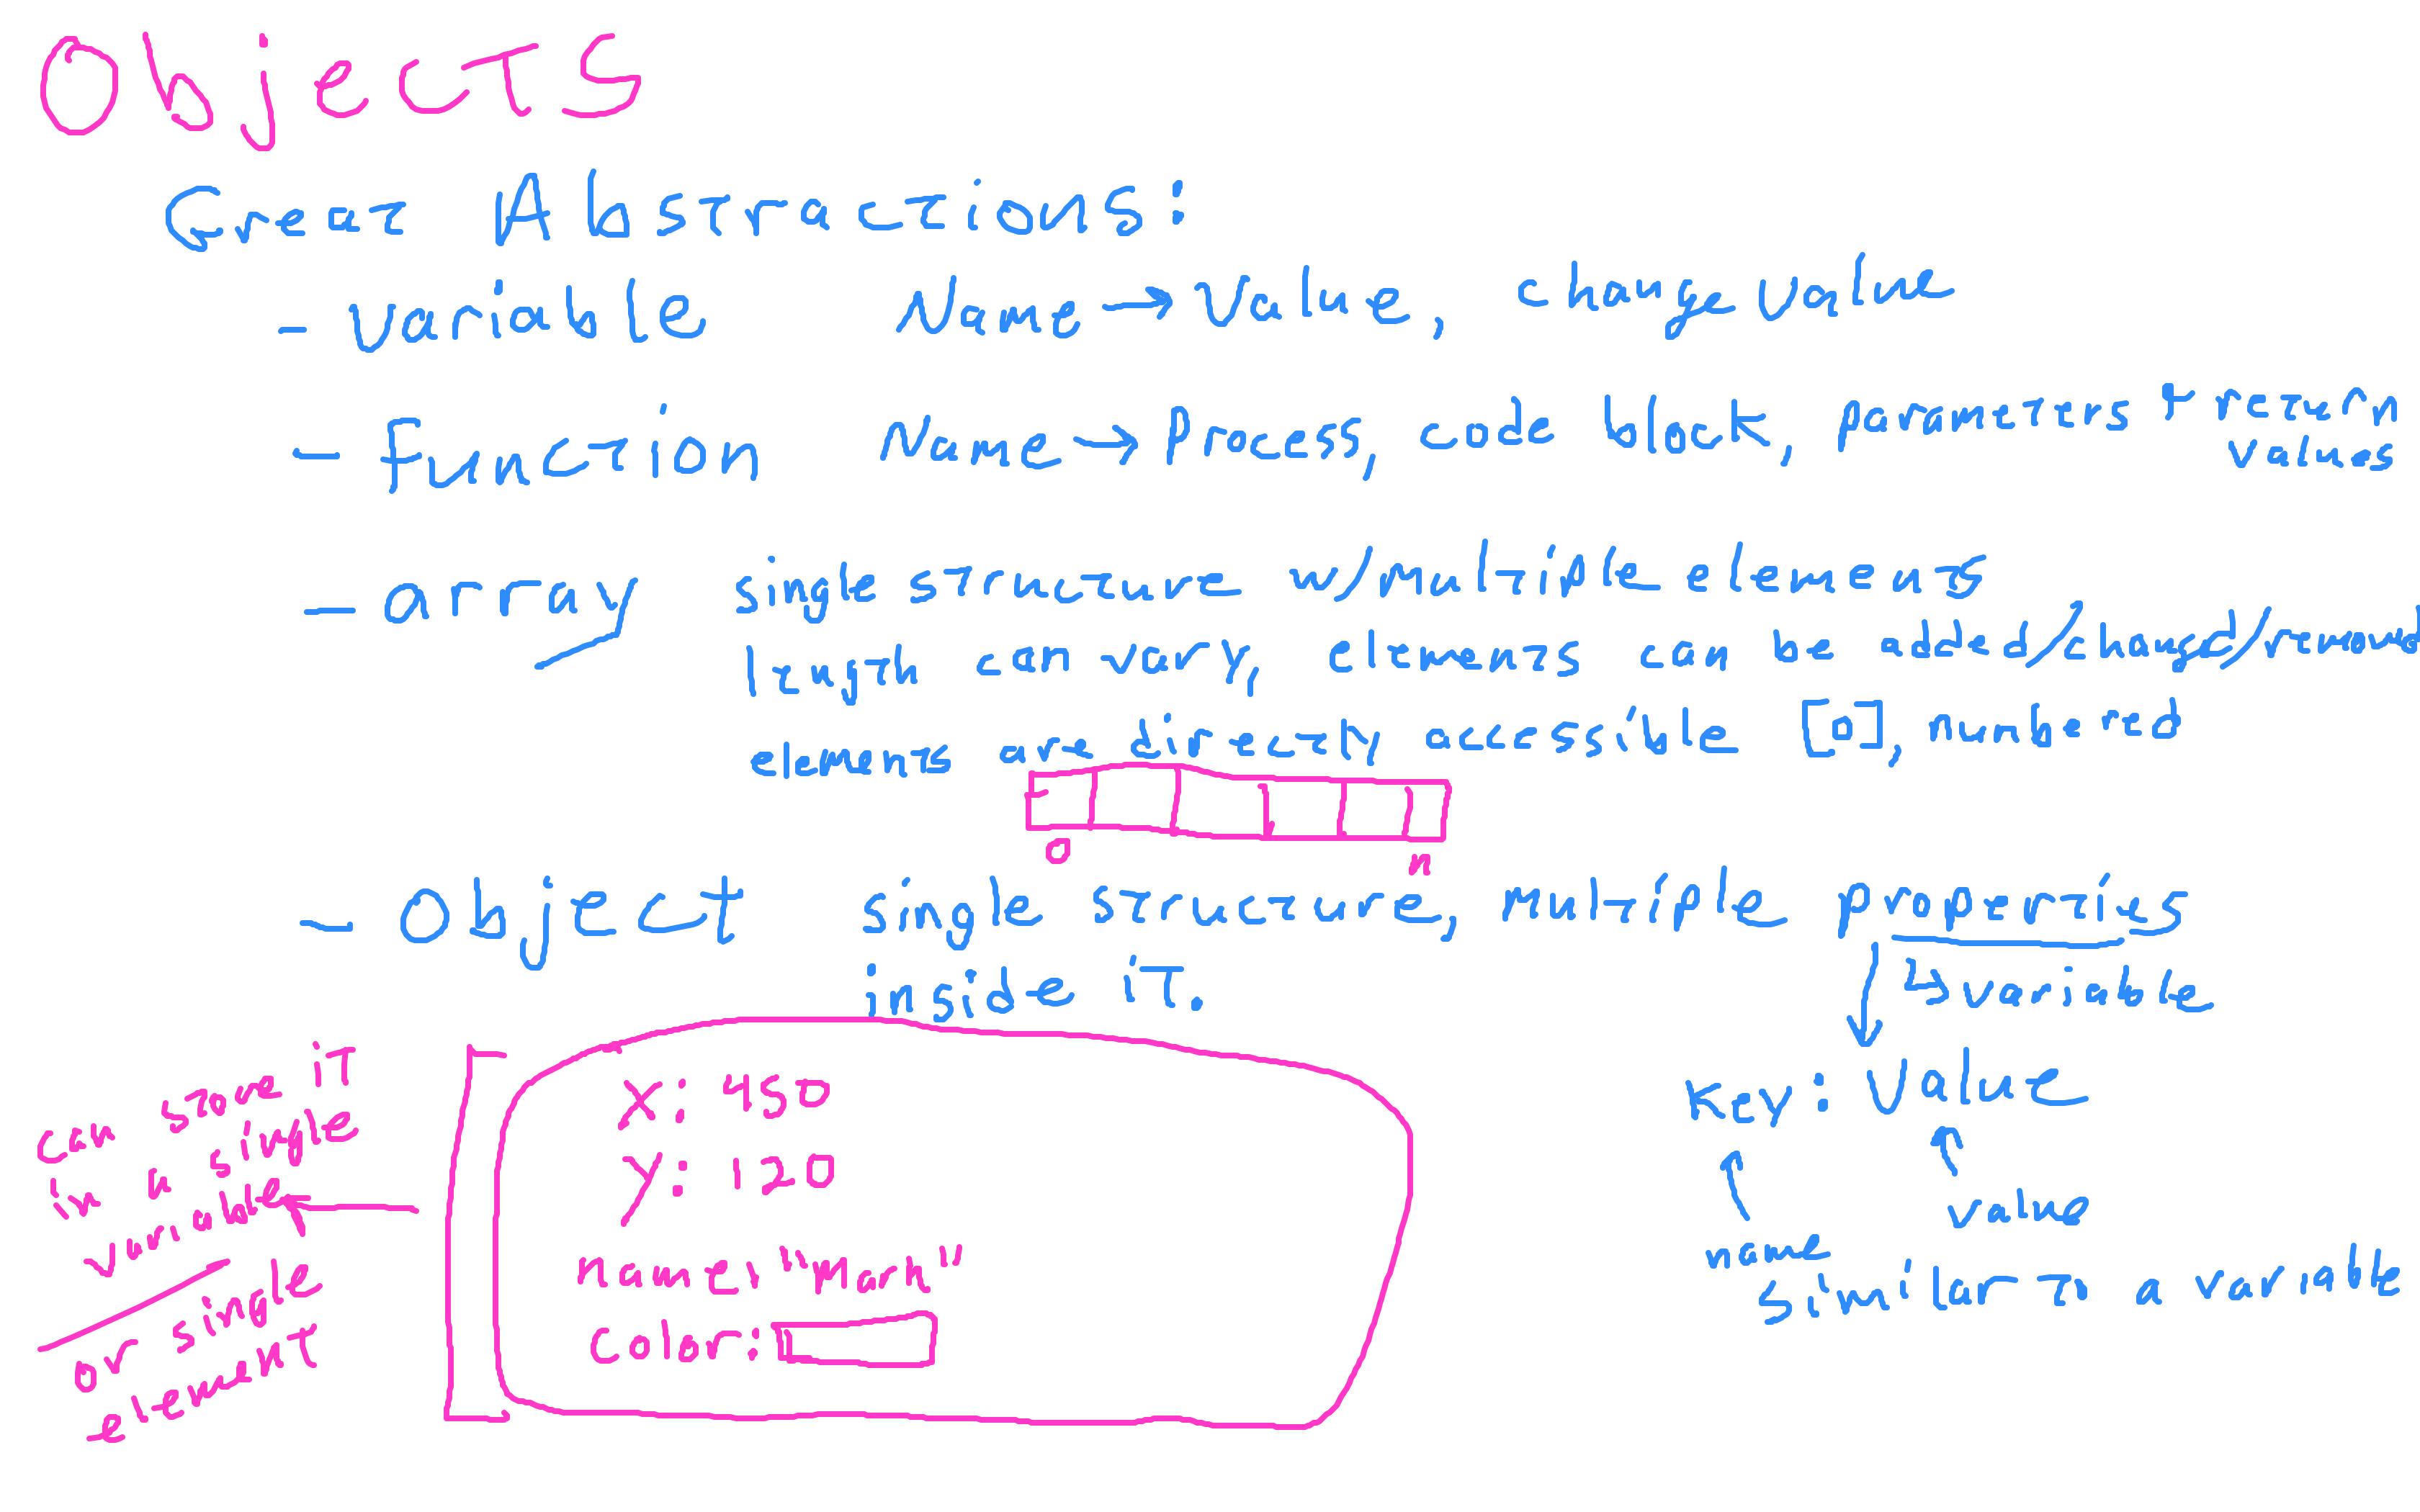 Objects
Great Abstractions:
- Variable Name → Value, change value
- Function Name → Process, code block, parameters + return values
- array single structure w/multiple elements
length can vary, elements can be added/changed/removed
elements are directly accessible [0], numbered
0 n
- Object single structure, multiple properties
inside it.
↳ variable
Key: Value
name value
similar to a variable
x: 450
y: 120
name:
color:
can save it
in a single
variable
or single
element